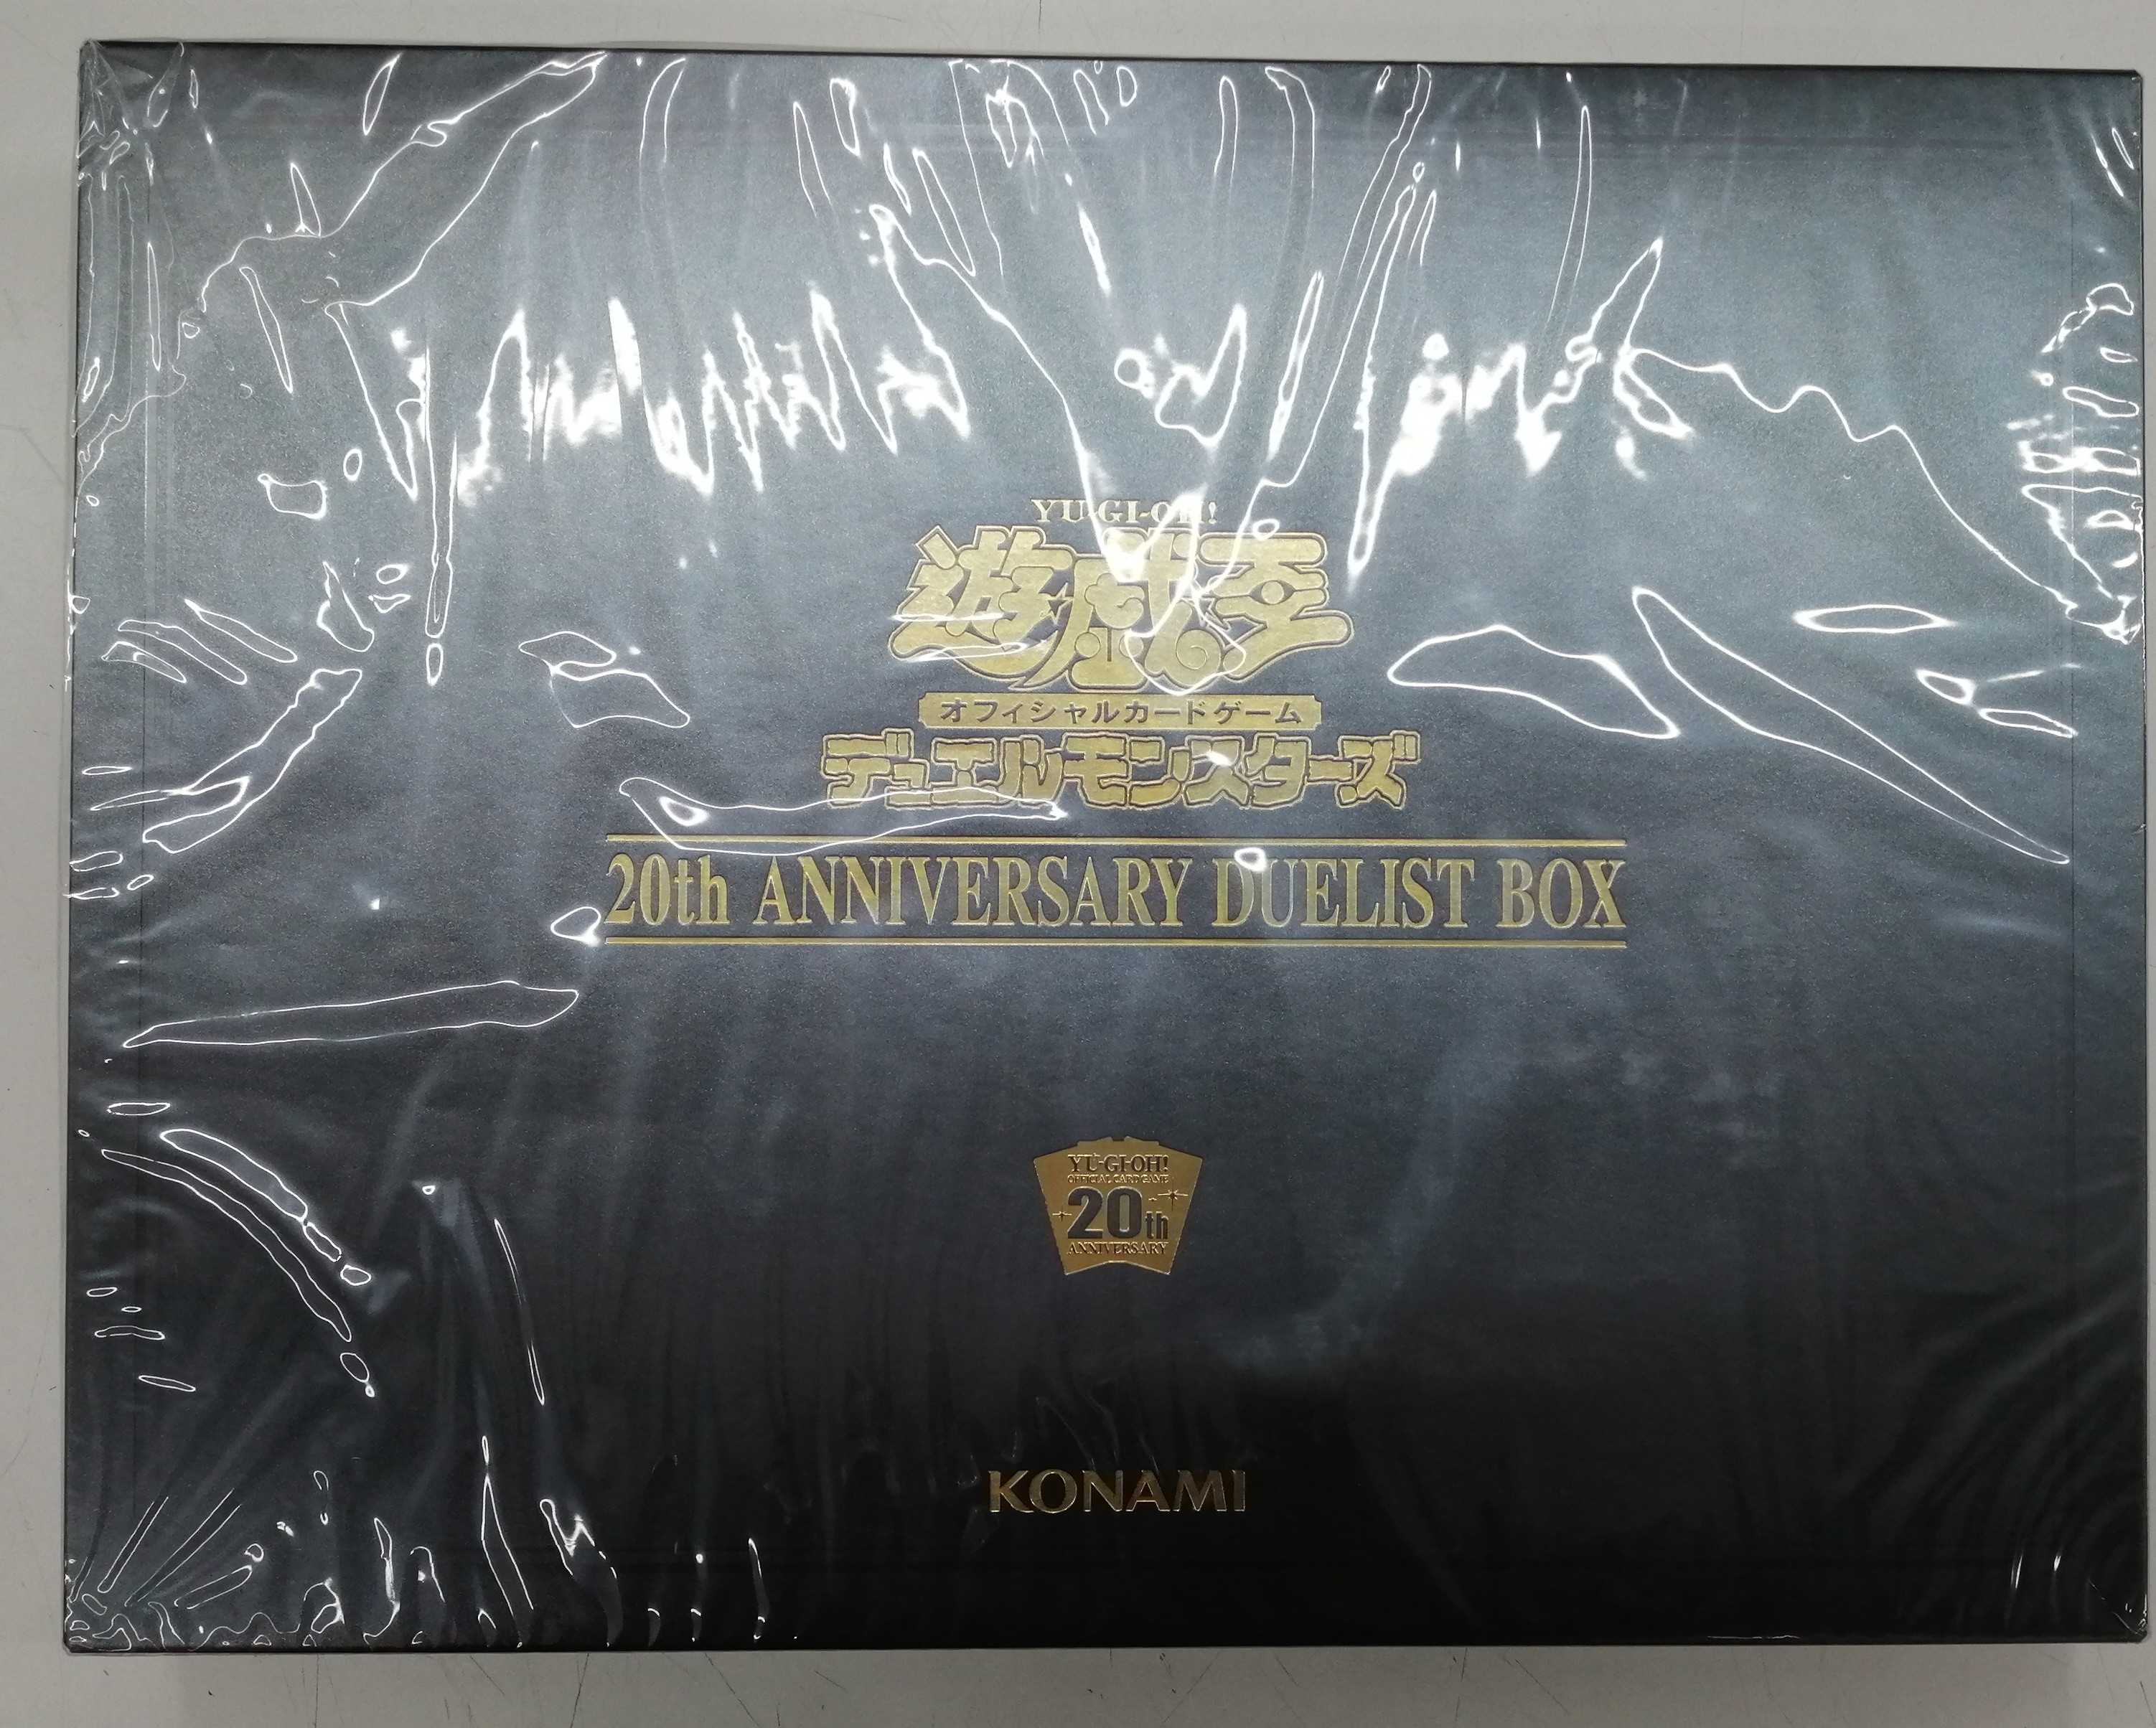 YU-GI-OH!
遊戯王
オフィシャルカードゲーム
デュエルモンスターズ
20th ANNIVERSARY DUELIST BOX
YU-GI-OH!
OFFICIAL CARD GAME
20th
ANNIVERSARY
KONAMI